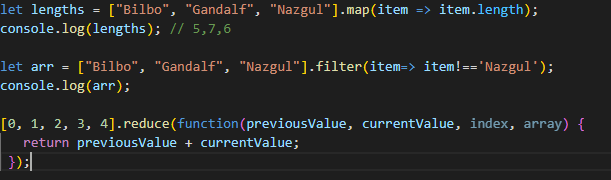 let lengths = ["Bilbo", "Gandalf", "Nazgul"].map(item => item.length);
console.log(lengths); // 5,7,6
let arr = ["Bilbo", "Gandalf", "Nazgul"].filter(item=> item!=='Nazgul');
console.log(arr);
[0, 1, 2, 3, 4].reduce(function(previousValue, currentValue, index, array) {
  return previousValue + currentValue;
});